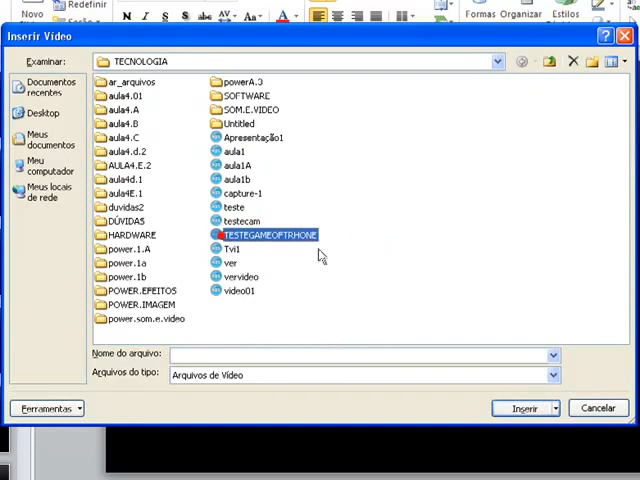 Novo
Redefinir
Seção
N I S S abc AV Aa A
Formas Organizar Estilos
Inserir Vídeo
Examinar: TECNOLOGIA
Documentos recentes
Desktop
Meus documentos
Meu computador
Meus locais de rede
ar_arquivos
aula4.01
aula4.A
aula4.B
aula4.C
aula4.d.2
AULA4.E.2
aula4d.1
aula4E.1
duvidas2
DÚVIDAS
HARDWARE
power.1.A
power.1a
power.1b
POWER.EFEITOS
POWER.IMAGEM
power.som.e.video
powerA.3
SOFTWARE
SOM.E.VIDEO
Untitled
Apresentação1
aula1
aula1A
aula1b
capture-1
teste
testecam
TESTEGAMEOFTRHONE
Tvi1
ver
vervideo
video01
Nome do arquivo:
Arquivos do tipo: Arquivos de Vídeo
Ferramentas
Inserir
Cancelar